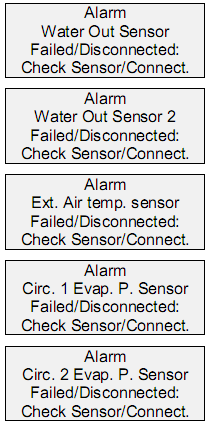 Alarm
Water Out Sensor
Failed/Disconnected:
Check Sensor/Connect.
Alarm
Water Out Sensor 2
Failed/Disconnected:
Check Sensor/Connect.
Alarm
Ext. Air temp. sensor
Failed/Disconnected:
Check Sensor/Connect.
Alarm
Circ. 1 Evap. P. Sensor
Failed/Disconnected:
Check Sensor/Connect.
Alarm
Circ. 2 Evap. P. Sensor
Failed/Disconnected:
Check Sensor/Connect.